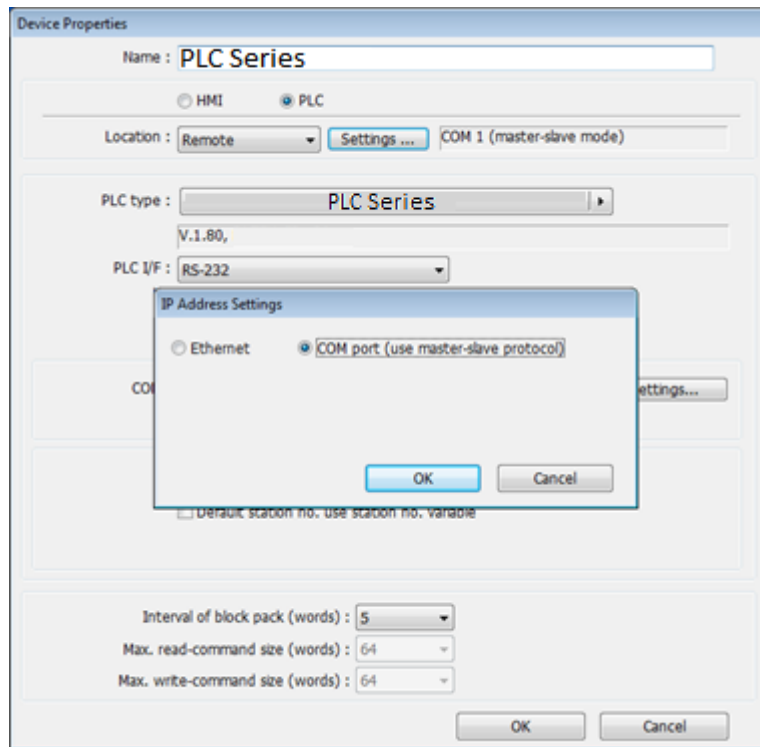 Device Properties
Name : PLC Series
HMI PLC
Location : Remote Settings ... COM 1 (master-slave mode)
PLC type : PLC Series
V.1.80,
PLC I/F : RS-232
IP Address Settings
Ethernet COM port (use master-slave protocol)
OK Cancel
Default station no. use station no. variable
Interval of block pack (words) : 5
Max. read-command size (words) : 64
Max. write-command size (words) : 64
OK Cancel